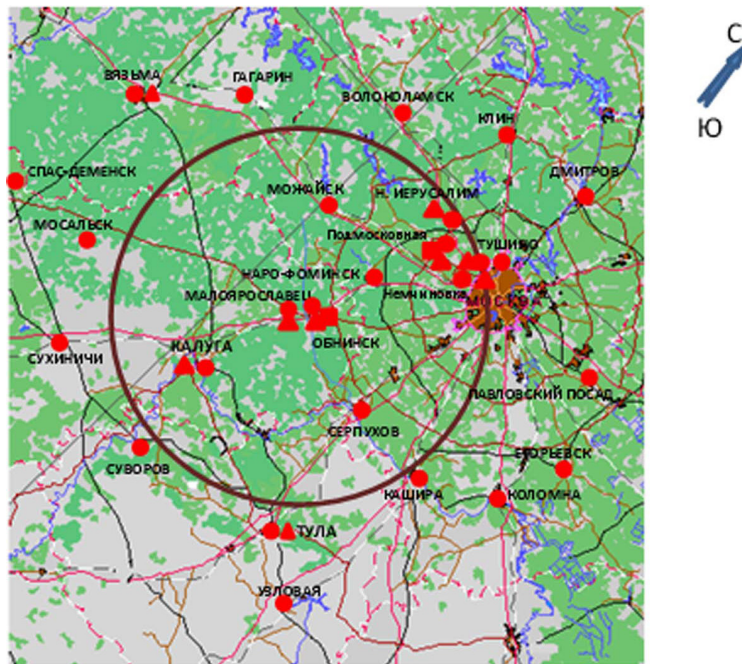 С
Ю
ВЯЗЬМА
ГАГАРИН
ВОЛОКОЛАМСК
КЛИН
СПАС-ДЕМЕНСК
ДМИТРОВ
МОЖАЙСК
Н. ИЕРУСАЛИМ
МОСАЛЬСК
Подмосковная
ТУШИНО
НАРО-ФОМИНСК
МАЛОЯРОСЛАВЕЦ
Немчиновка
МОСКВА
ОБНИНСК
СУХИНИЧИ
КАЛУГА
ПАВЛОВСКИЙ ПОСАД
СЕРПУХОВ
СУВОРОВ
ЕГОРЬЕВСК
КАШИРА
КОЛОМНА
ТУЛА
УЗЛОВАЯ